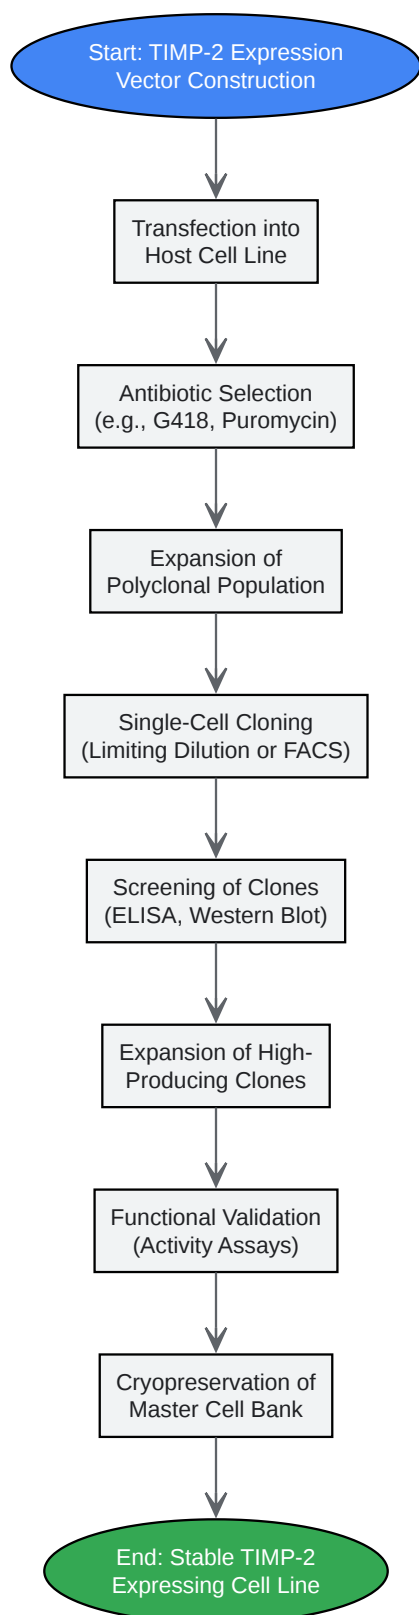 Start: TIMP-2 Expression
Vector Construction
Transfection into
Host Cell Line
Antibiotic Selection
(e.g., G418, Puromycin)
Expansion of
Polyclonal Population
Single-Cell Cloning
(Limiting Dilution or FACS)
Screening of Clones
(ELISA, Western Blot)
Expansion of High-
Producing Clones
Functional Validation
(Activity Assays)
Cryopreservation of
Master Cell Bank
End: Stable TIMP-2
Expressing Cell Line